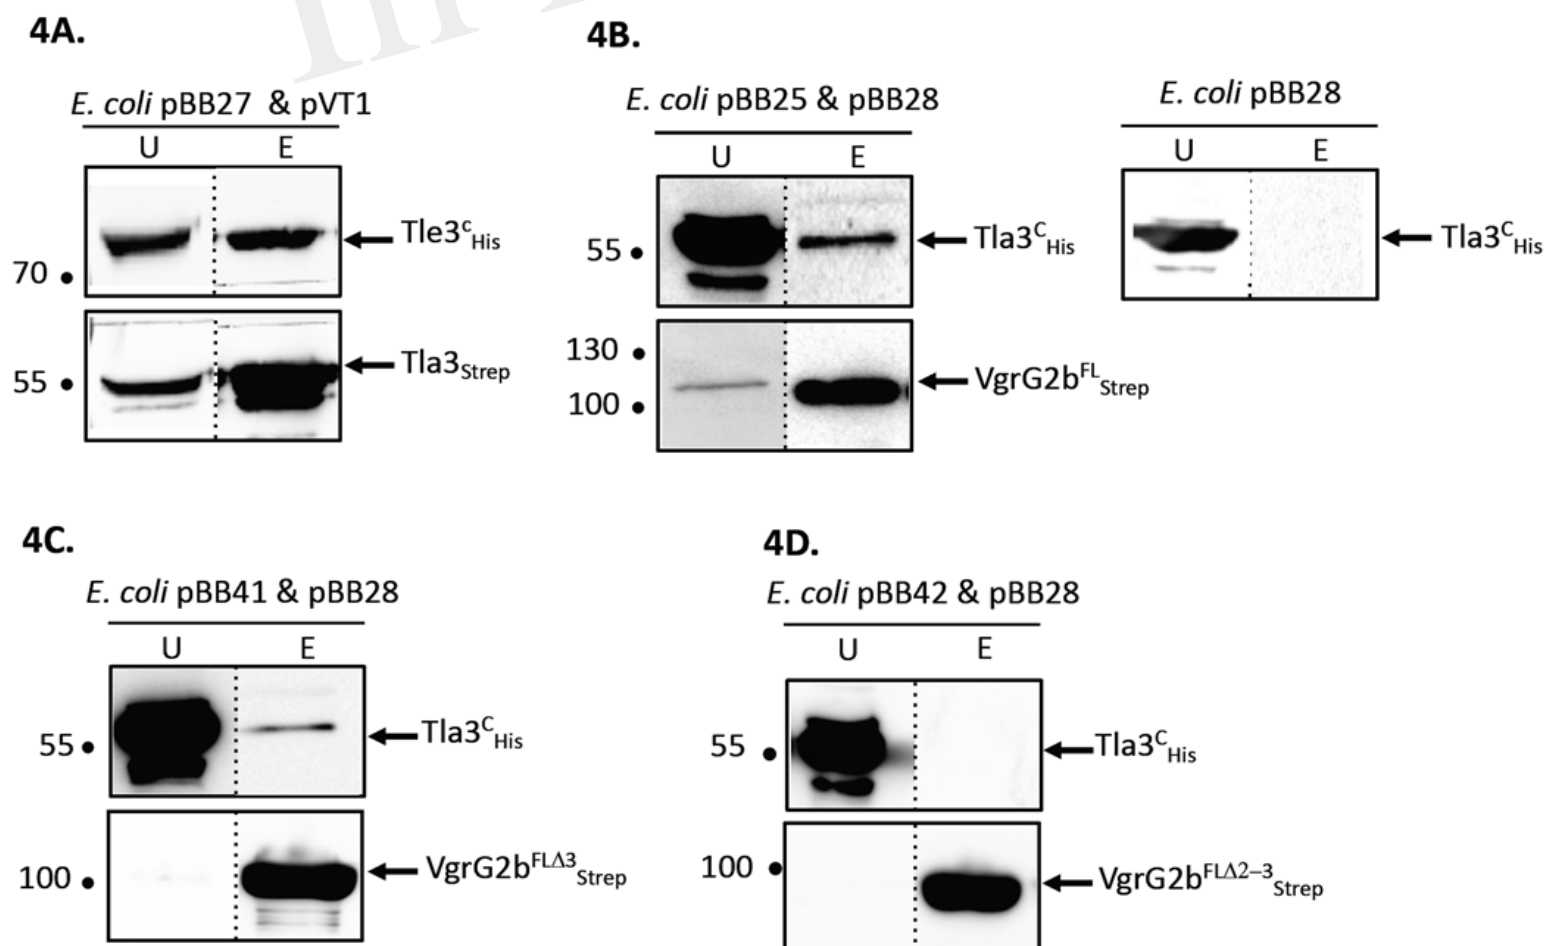 4A.
E. coli pBB27 & pVT1
U E
70 •
Tle3ᶜHis
55 •
Tla3Strep
4B.
E. coli pBB25 & pBB28
U E
55 •
Tla3ᶜHis
130 •
100 •
VgrG2bFLStrep
E. coli pBB28
U E
Tla3ᶜHis
4C.
E. coli pBB41 & pBB28
U E
55 •
Tla3ᶜHis
100 •
VgrG2bFLΔ3Strep
4D.
E. coli pBB42 & pBB28
U E
55 •
Tla3ᶜHis
100 •
VgrG2bFLΔ2–3Strep